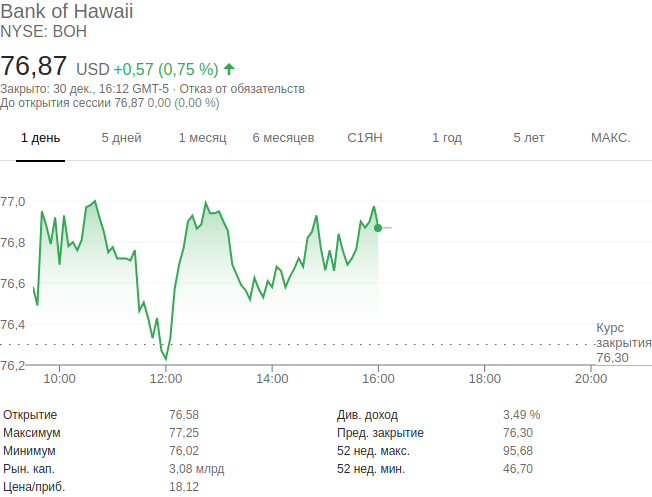 Bank of Hawaii
NYSE: BOH
76,87 USD +0,57 (0,75 %)
Закрыто: 30 дек., 16:12 GMT-5 · Отказ от обязательств
До открытия сессии 76,87 0,00 (0,00 %)
1 день 5 дней 1 месяц 6 месяцев С1ЯН 1 год 5 лет МАКС.
77,0
76,8
76,6
76,4
Курс
закрытия
76,30
76,2
10:00 12:00 14:00 16:00 18:00 20:00
Открытие 76,58 Див. доход 3,49 %
Максимум 77,25 Пред. закрытие 76,30
Минимум 76,02 52 нед. макс. 95,68
Рын. кап. 3,08 млрд 52 нед. мин. 46,70
Цена/приб. 18,12